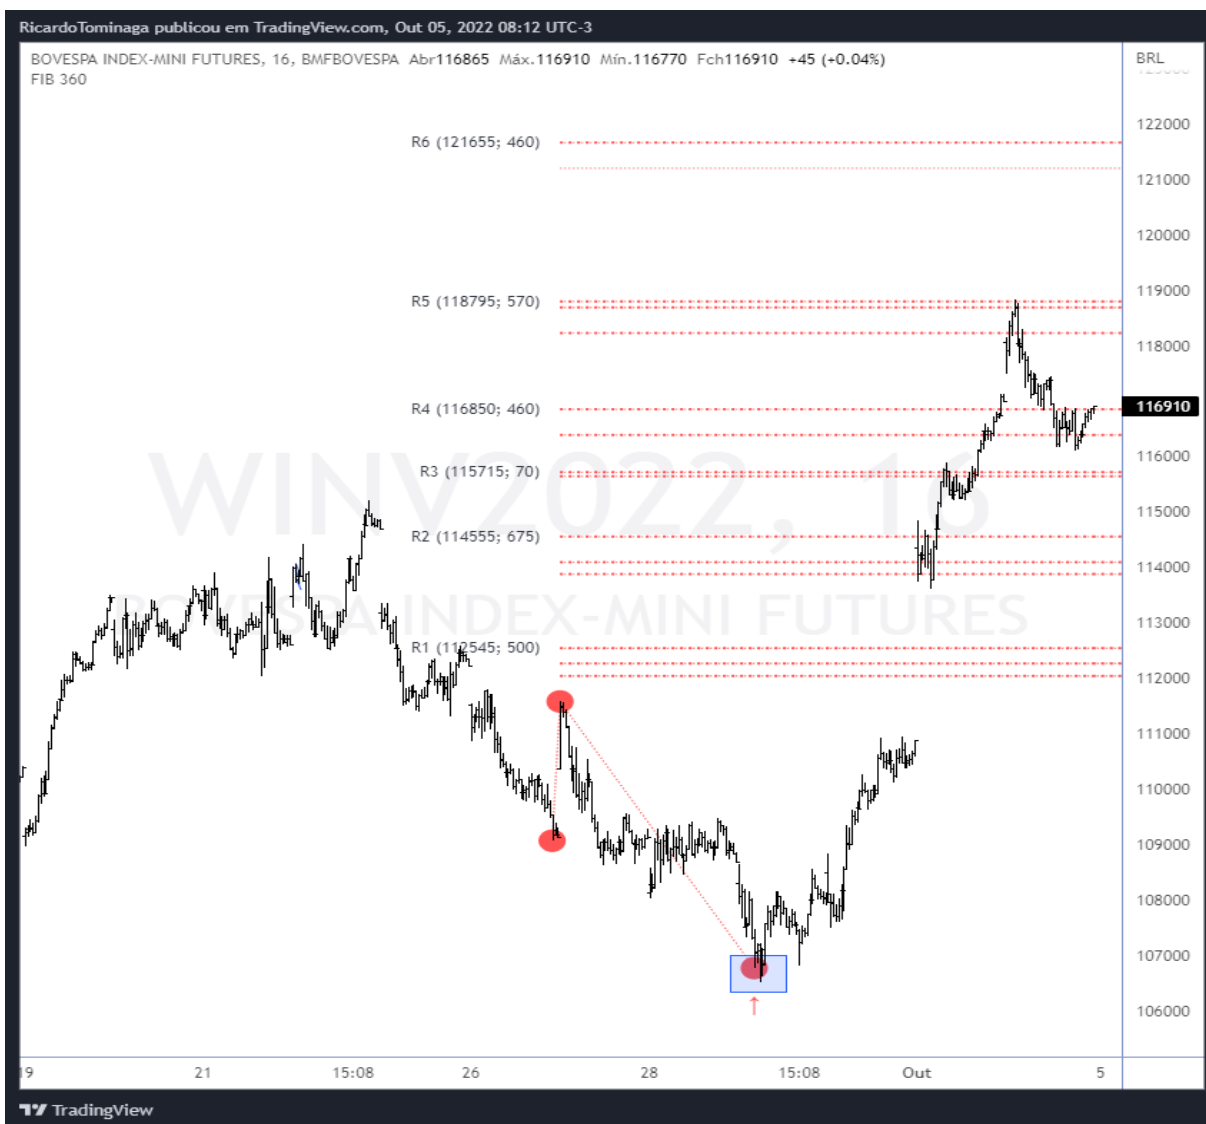 RicardoTominaga publicou em TradingView.com, Out 05, 2022 08:12 UTC-3
BOVESPA INDEX-MINI FUTURES, 16, BMFBOVESPA Abr116865 Máx.116910 Mín.116770 Fch116910 +45 (+0.04%)
BRL
FIB 360
122000
R6 (121655; 460)
121000
120000
119000
R5 (118795; 570)
118000
R4 (116850; 460)
116910
116000
R3 (115715; 70)
WINV2022, 16
115000
R2 (114555; 675)
114000
BOVESPA INDEX-MINI FUTURES
113000
R1 (112545; 500)
112000
111000
110000
109000
108000
107000
106000
19 21 15:08 26 28 15:08 Out 5
TradingView